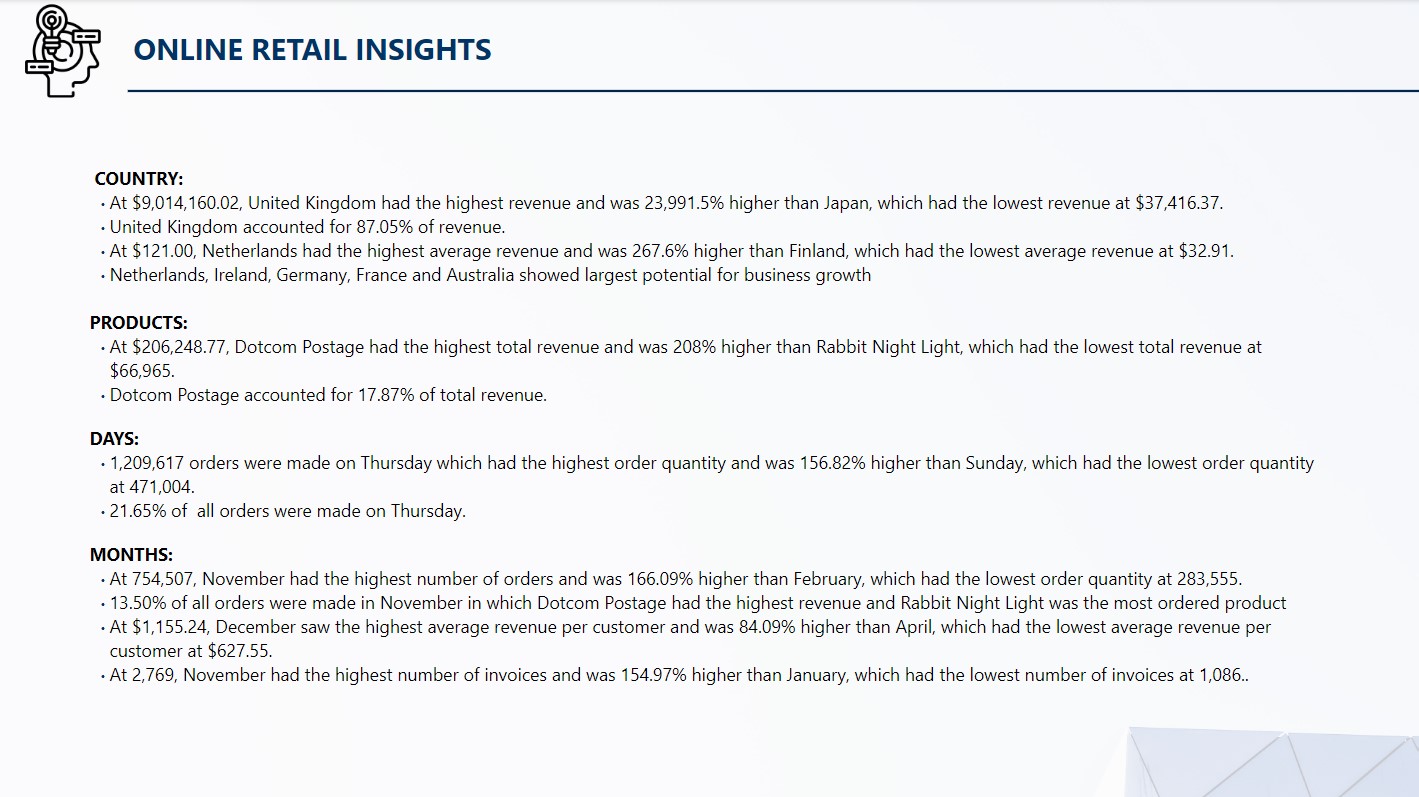 ONLINE RETAIL INSIGHTS
COUNTRY:
• At $9,014,160.02, United Kingdom had the highest revenue and was 23,991.5% higher than Japan, which had the lowest revenue at $37,416.37.
• United Kingdom accounted for 87.05% of revenue.
• At $121.00, Netherlands had the highest average revenue and was 267.6% higher than Finland, which had the lowest average revenue at $32.91.
• Netherlands, Ireland, Germany, France and Australia showed largest potential for business growth
PRODUCTS:
• At $206,248.77, Dotcom Postage had the highest total revenue and was 208% higher than Rabbit Night Light, which had the lowest total revenue at
$66,965.
• Dotcom Postage accounted for 17.87% of total revenue.
DAYS:
• 1,209,617 orders were made on Thursday which had the highest order quantity and was 156.82% higher than Sunday, which had the lowest order quantity
at 471,004.
• 21.65% of  all orders were made on Thursday.
MONTHS:
• At 754,507, November had the highest number of orders and was 166.09% higher than February, which had the lowest order quantity at 283,555.
• 13.50% of all orders were made in November in which Dotcom Postage had the highest revenue and Rabbit Night Light was the most ordered product
• At $1,155.24, December saw the highest average revenue per customer and was 84.09% higher than April, which had the lowest average revenue per
customer at $627.55.
• At 2,769, November had the highest number of invoices and was 154.97% higher than January, which had the lowest number of invoices at 1,086..